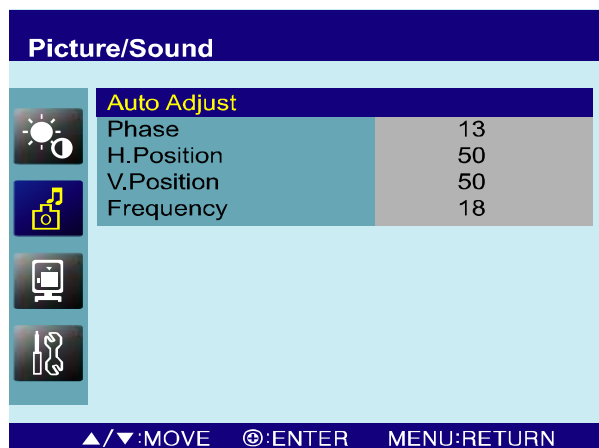 Picture/Sound
Auto Adjust
Phase 13
H.Position 50
V.Position 50
Frequency 18
▲/▼:MOVE ⊕:ENTER MENU:RETURN